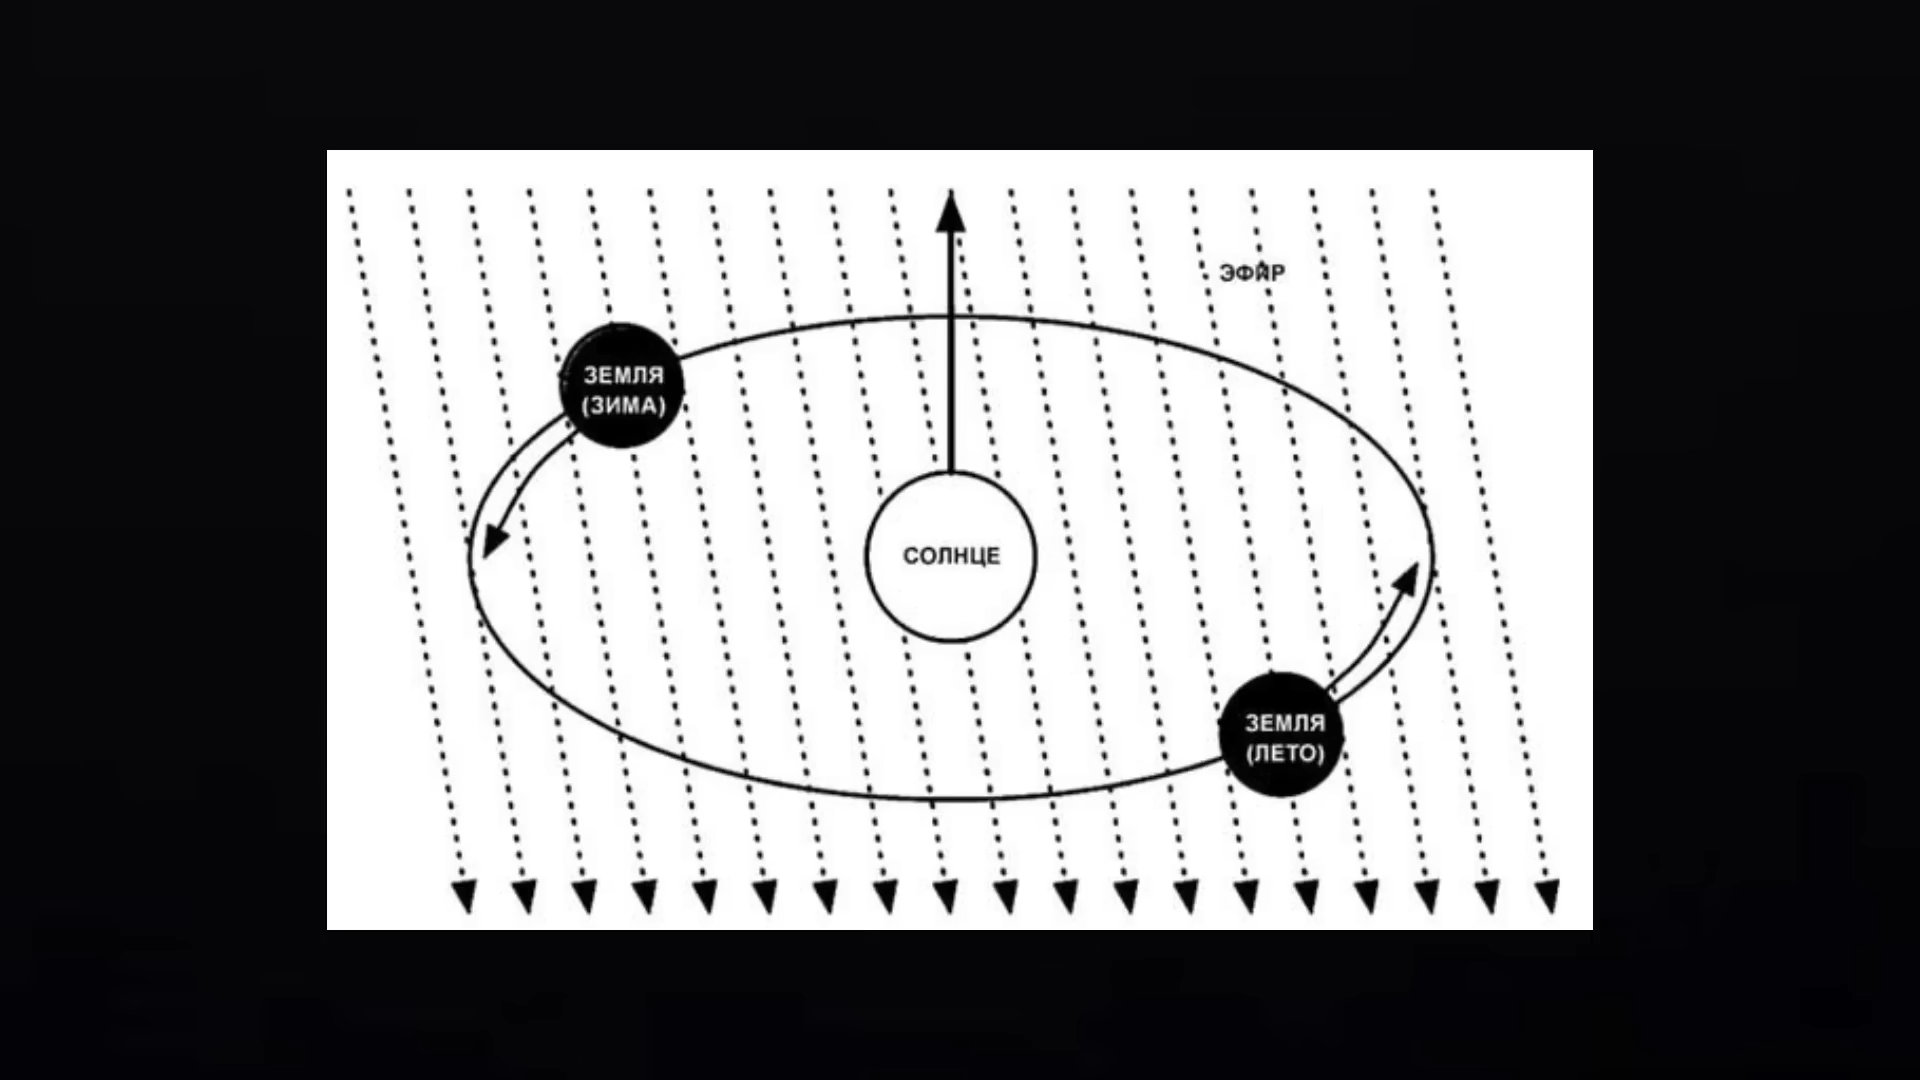 ЭФИР
ЗЕМЛЯ
(ЗИМА)
СОЛНЦЕ
ЗЕМЛЯ
(ЛЕТО)